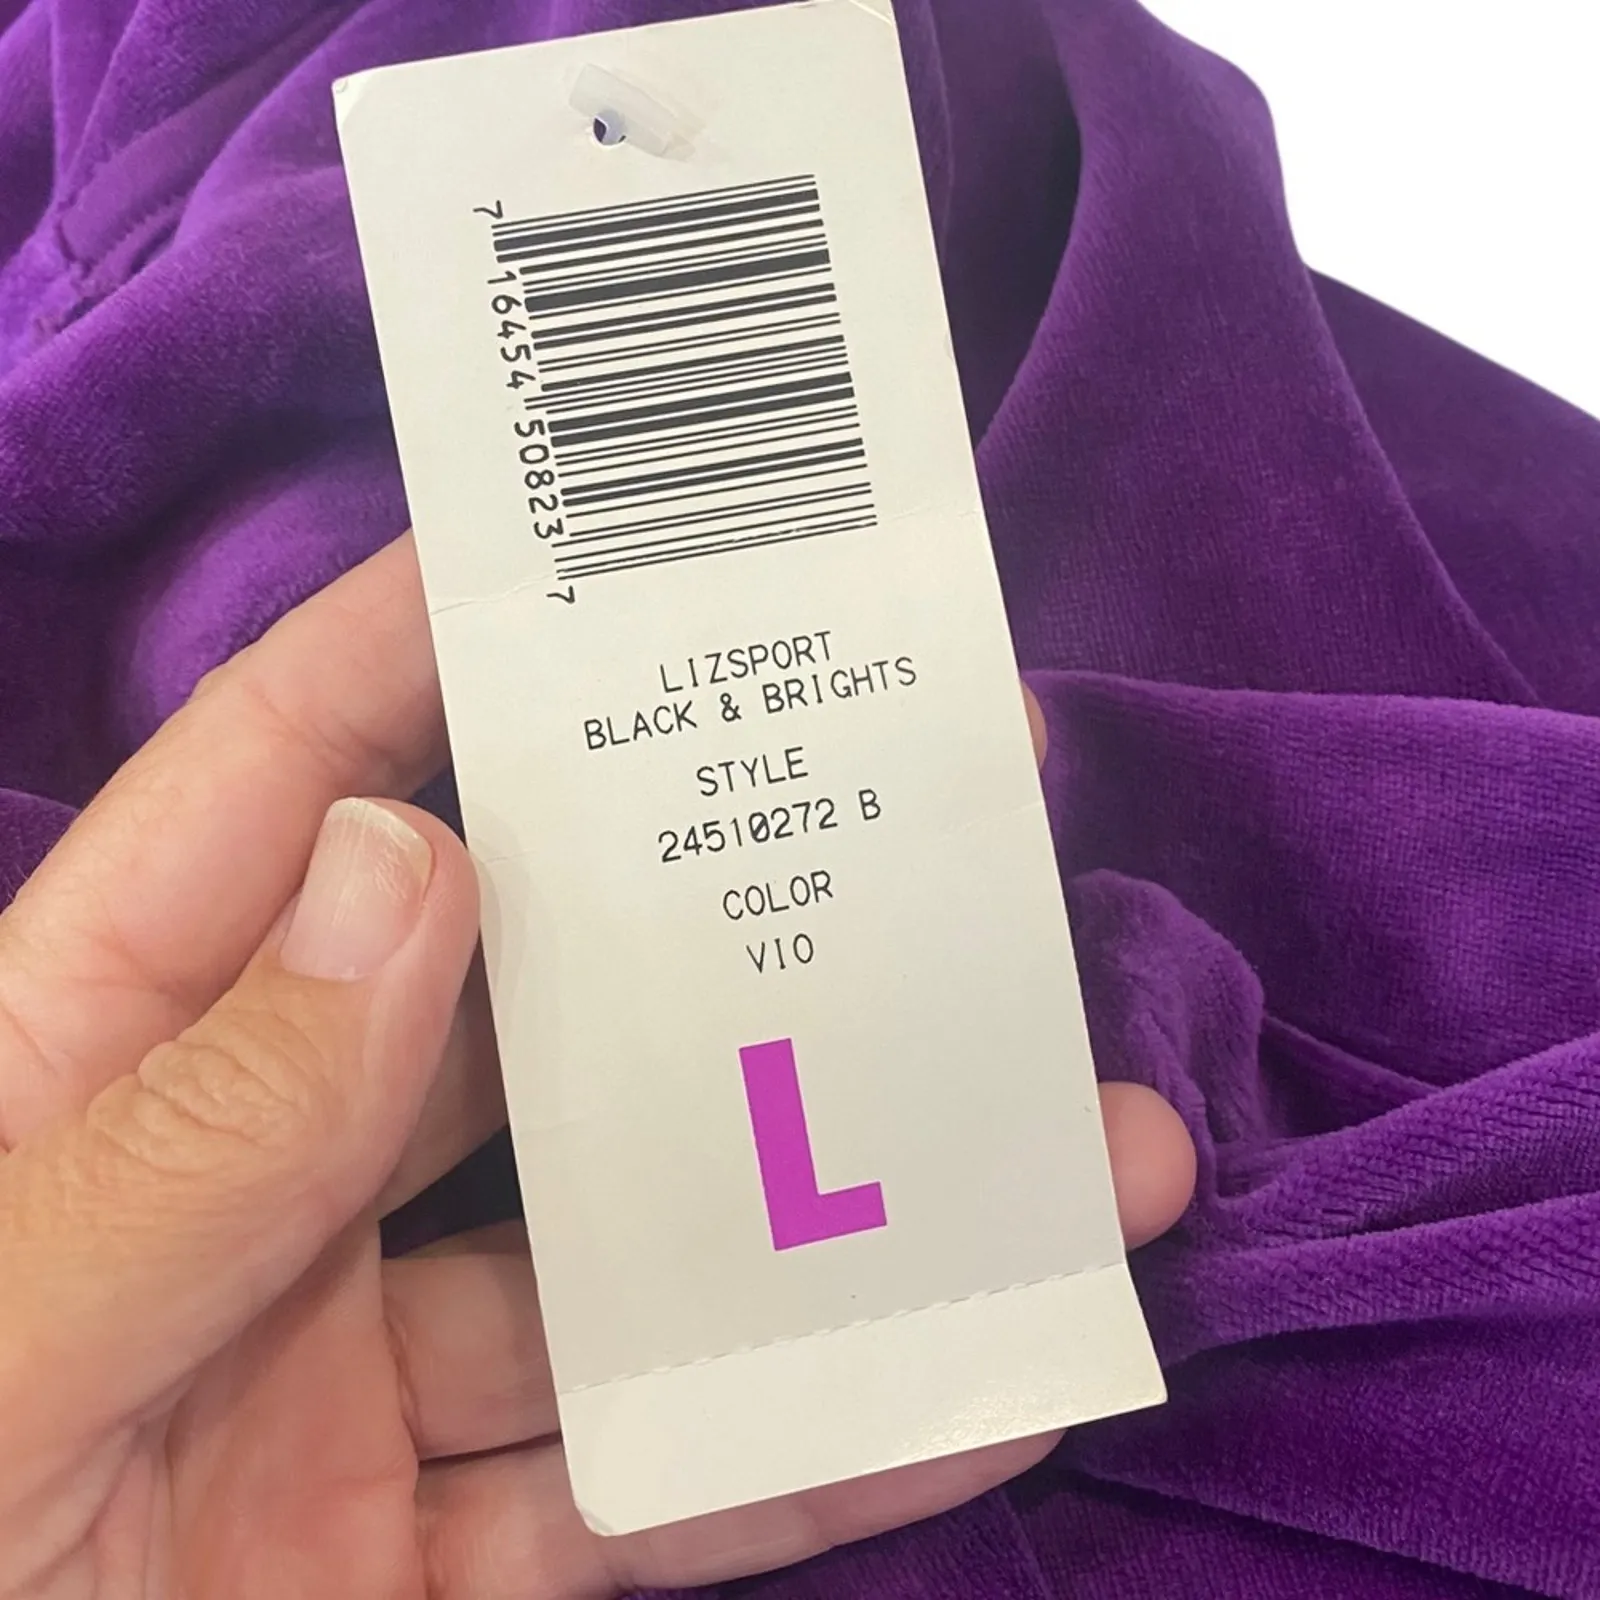 7 16454 50823 7
LIZSPORT
BLACK & BRIGHTS
STYLE
24510272 B
COLOR
VIO
L